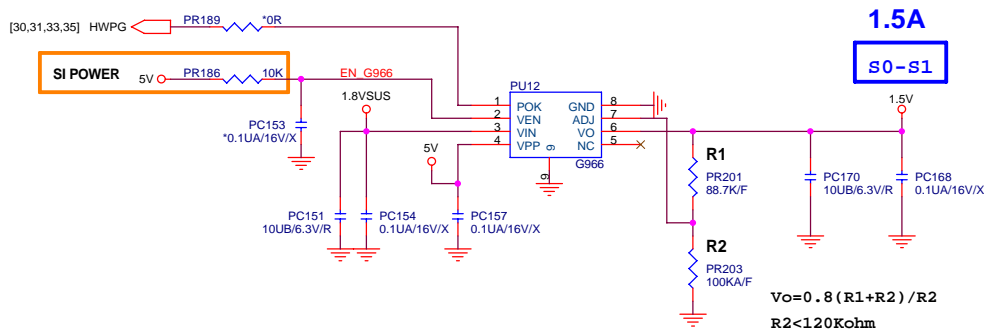 [30,31,33,35] HWPG PR189 *0R
1.5A
S0-S1
SI POWER 5V PR186 10K EN_G966
1.8VSUS
PC153
*0.1UA/16V/X
PU12
1 POK GND 8
2 VEN ADJ 7
3 VIN VO 6
4 VPP NC 5
9 G966
9
5V
1.5V
R1
PR201
88.7K/F
PC151
10UB/6.3V/R
PC154
0.1UA/16V/X
PC157
0.1UA/16V/X
PC170
10UB/6.3V/R
PC168
0.1UA/16V/X
R2
PR203
100KA/F
Vo=0.8(R1+R2)/R2
R2<120Kohm